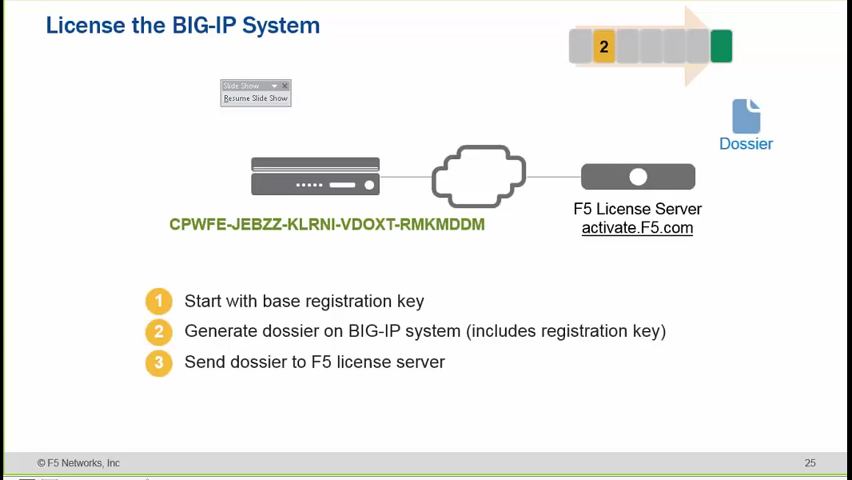 License the BIG-IP System
2
Slide Show
Resume Slide Show
Dossier
F5 License Server
activate.F5.com
CPWFE-JEBZZ-KLRNI-VDOXT-RMKMDDM
1 Start with base registration key
2 Generate dossier on BIG-IP system (includes registration key)
3 Send dossier to F5 license server
© F5 Networks, Inc
25